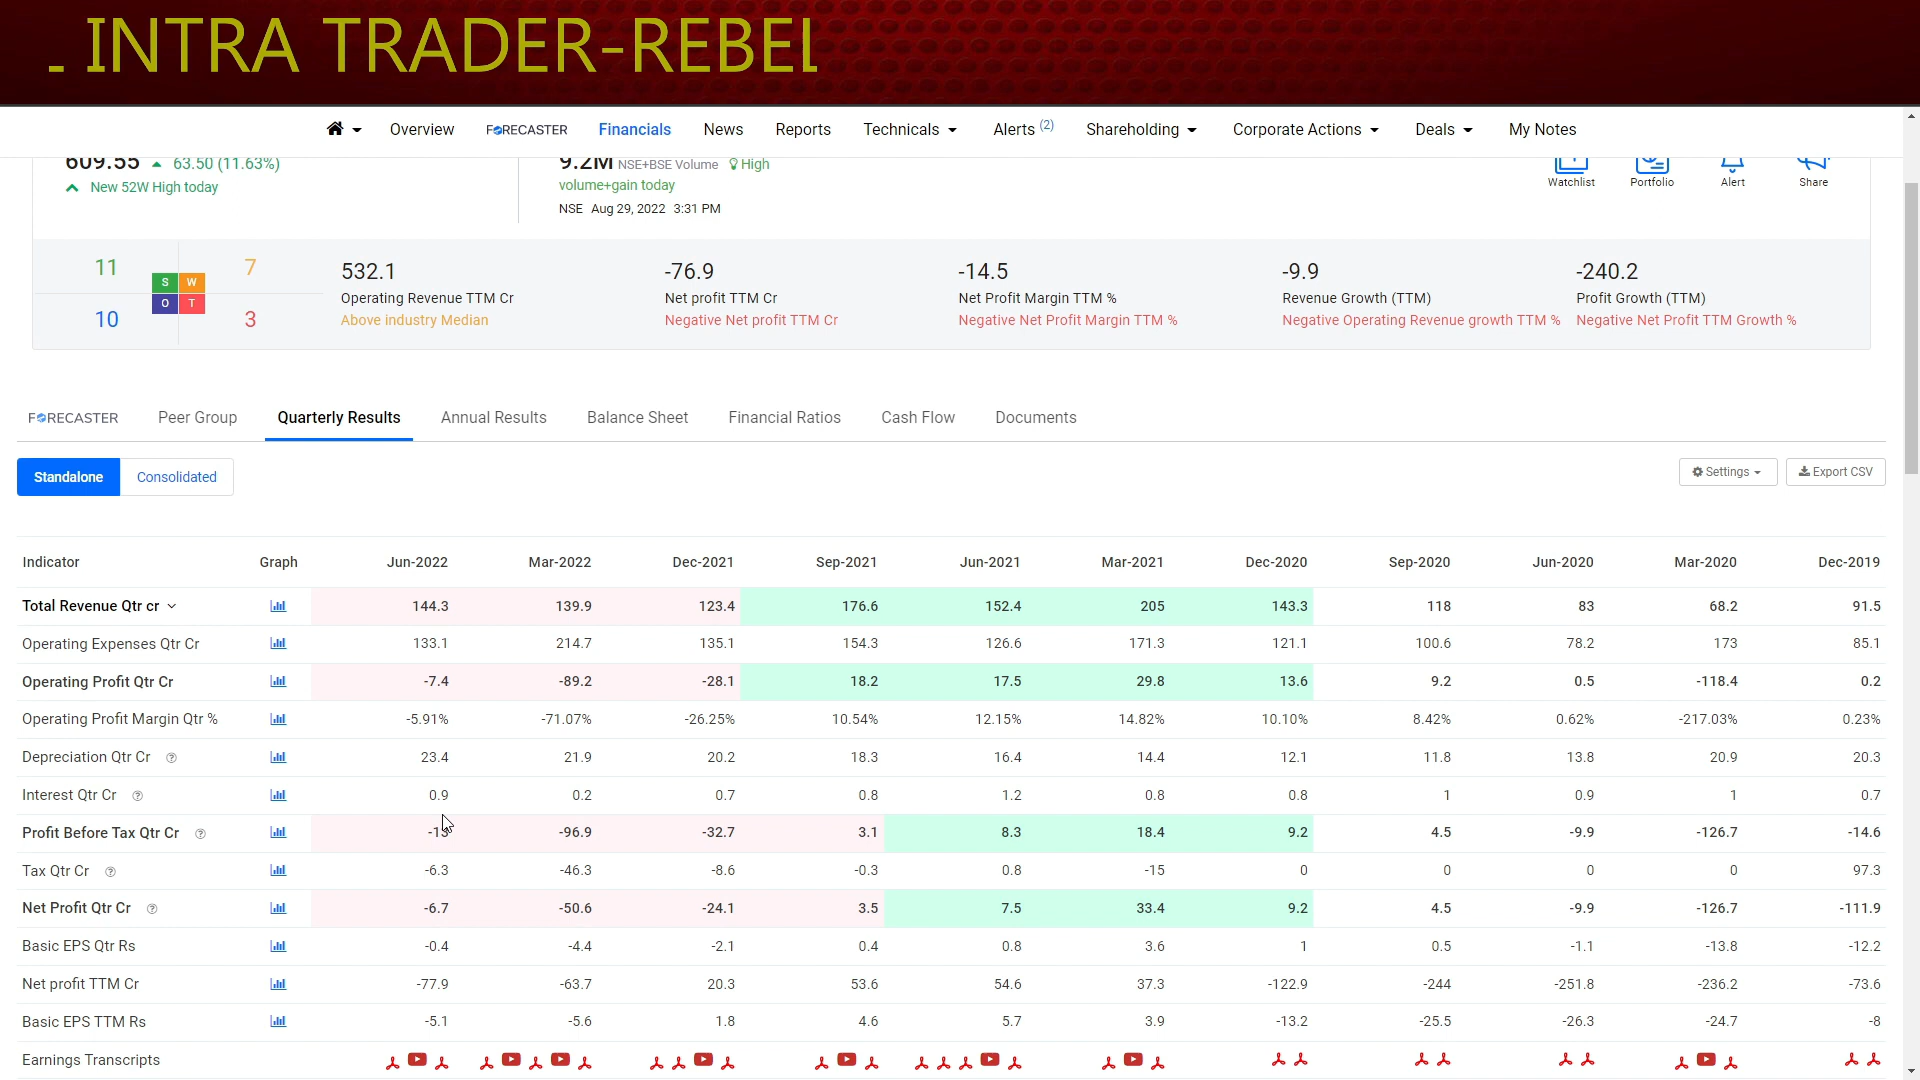 - INTRA TRADER-REBEL
Overview FORECASTER Financials News Reports Technicals Alerts (2) Shareholding Corporate Actions Deals My Notes
609.55 63.50 (11.63%) 9.2M NSE+BSE Volume High
New 52W High today volume+gain today
NSE Aug 29, 2022 3:31 PM
Watchlist Portfolio Alert Share
11 7 S W O T 10 3
532.1 -76.9 -14.5 -9.9 -240.2
Operating Revenue TTM Cr Net profit TTM Cr Net Profit Margin TTM % Revenue Growth (TTM) Profit Growth (TTM)
Above industry Median Negative Net profit TTM Cr Negative Net Profit Margin TTM % Negative Operating Revenue growth TTM % Negative Net Profit TTM Growth %
FORECASTER Peer Group Quarterly Results Annual Results Balance Sheet Financial Ratios Cash Flow Documents
Standalone Consolidated Settings Export CSV
Indicator Graph Jun-2022 Mar-2022 Dec-2021 Sep-2021 Jun-2021 Mar-2021 Dec-2020 Sep-2020 Jun-2020 Mar-2020 Dec-2019
Total Revenue Qtr cr 144.3 139.9 123.4 176.6 152.4 205 143.3 118 83 68.2 91.5
Operating Expenses Qtr Cr 133.1 214.7 135.1 154.3 126.6 171.3 121.1 100.6 78.2 173 85.1
Operating Profit Qtr Cr -7.4 -89.2 -28.1 18.2 17.5 29.8 13.6 9.2 0.5 -118.4 0.2
Operating Profit Margin Qtr % -5.91% -71.07% -26.25% 10.54% 12.15% 14.82% 10.10% 8.42% 0.62% -217.03% 0.23%
Depreciation Qtr Cr 23.4 21.9 20.2 18.3 16.4 14.4 12.1 11.8 13.8 20.9 20.3
Interest Qtr Cr 0.9 0.2 0.7 0.8 1.2 0.8 0.8 1 0.9 1 0.7
Profit Before Tax Qtr Cr -13 -96.9 -32.7 3.1 8.3 18.4 9.2 4.5 -9.9 -126.7 -14.6
Tax Qtr Cr -6.3 -46.3 -8.6 -0.3 0.8 -15 0 0 0 0 97.3
Net Profit Qtr Cr -6.7 -50.6 -24.1 3.5 7.5 33.4 9.2 4.5 -9.9 -126.7 -111.9
Basic EPS Qtr Rs -0.4 -4.4 -2.1 0.4 0.8 3.6 1 0.5 -1.1 -13.8 -12.2
Net profit TTM Cr -77.9 -63.7 20.3 53.6 54.6 37.3 -122.9 -244 -251.8 -236.2 -73.6
Basic EPS TTM Rs -5.1 -5.6 1.8 4.6 5.7 3.9 -13.2 -25.5 -26.3 -24.7 -8
Earnings Transcripts